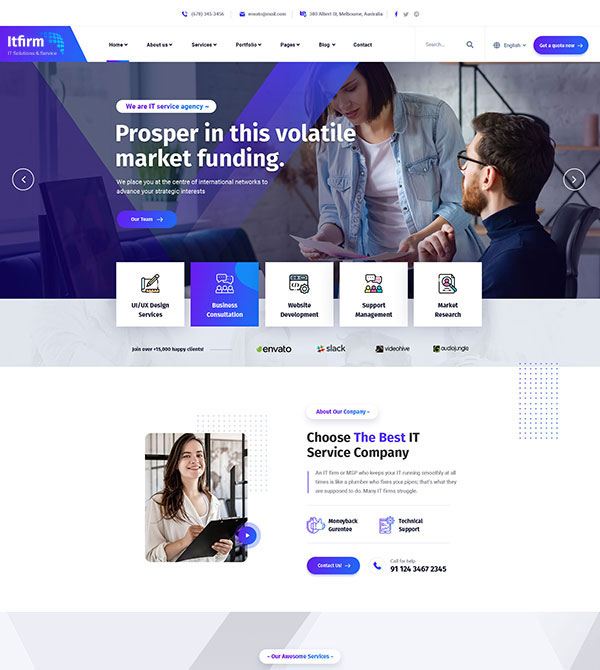 (678) 345 3456 envato@mail.com 380 Albert St, Melbourne, Australia
Itfirm
IT Solutions & Service
Home About us Services Portfolio Pages Blog Contact Search... English Get a quote now
We are IT service agency ~
Prosper in this volatile
market funding.
We place you at the centre of international networks to
advance your strategic interests
Our Team
UI/UX Design
Services
Business
Consultation
Website
Development
Support
Management
Market
Research
Join over +15,000 happy clients!
envato slack videohive audiojungle
About Our Conpany ~
Choose The Best IT
Service Company
An IT firm or MSP who keeps your IT running smoothly at all
times is like a plumber who fixes your pipes; that's what they
are supposed to do. Many IT firms struggle.
Moneyback
Gurentee
Technical
Support
Contact Us!
Call for help:
91 124 3467 2345
~ Our Awesome Services ~